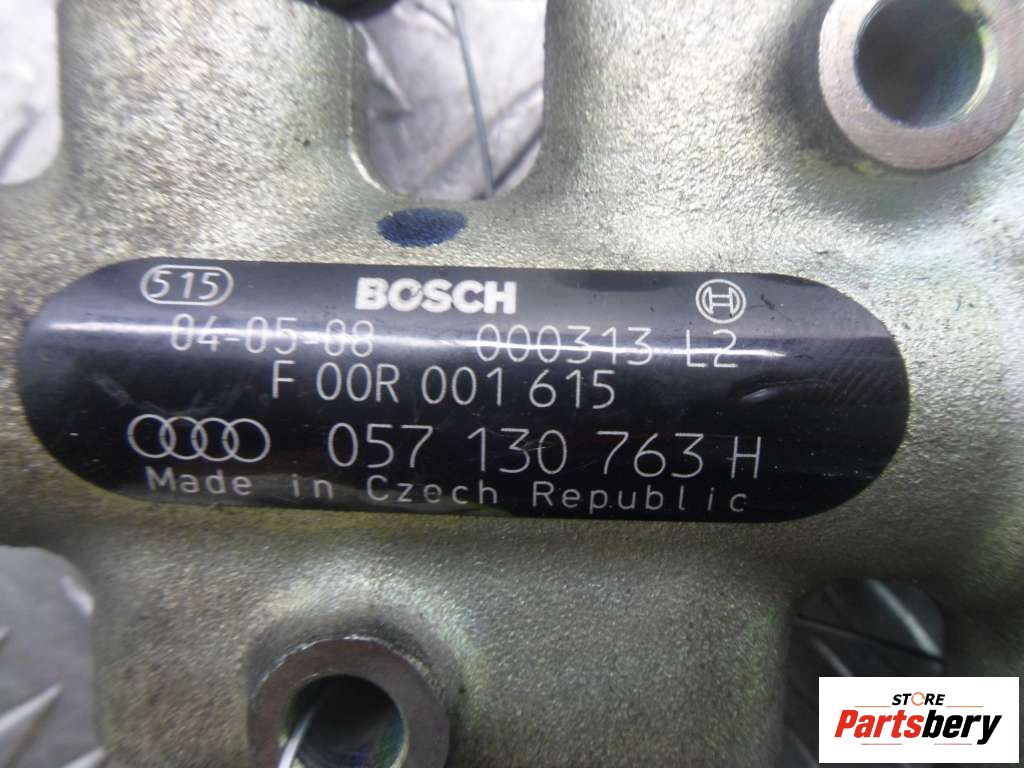 515 BOSCH
04-05-08 000313 L2
F 00R 001 615
057 130 763 H
Made in Czech Republic
STORE
Partsbery